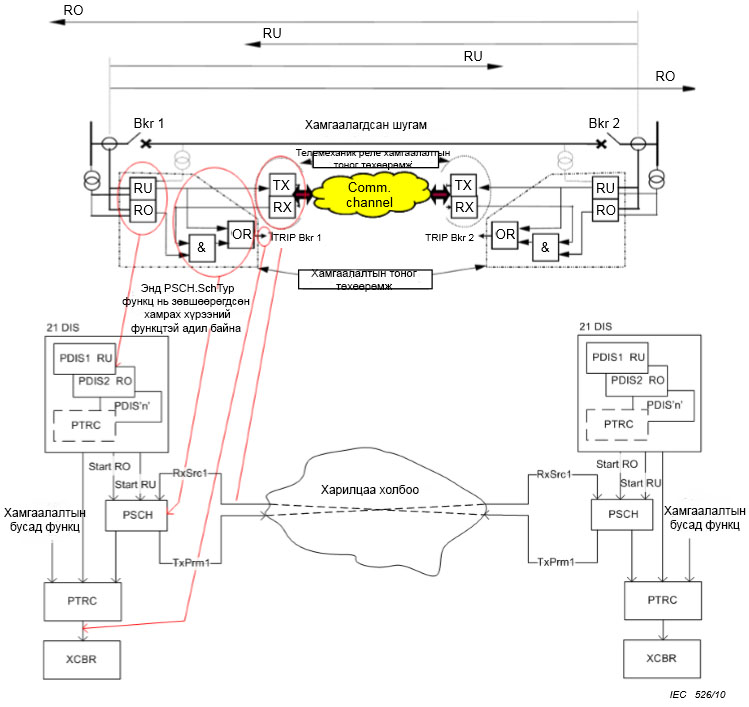 RO
RU
RU
RO
Bkr 1
Хамгаалагдсан шугам
Bkr 2
Телемеханик реле хамгаалалтын
тоног төхөөрөмж
RU
RO
TX
RX
Comm.
channel
TX
RX
RU
RO
&
OR
TRIP Bkr 1
TRIP Bkr 2
OR
&
Хамгаалалтын тоног
төхөөрөмж
Энд PSCH.SchTyp
функц нь зөвшөөрөгдсөн
хамрах хүрээний
функцтэй адил байна
21 DIS
PDIS1 RU
PDIS2 RO
PDIS'n'
PTRC
21 DIS
PDIS1 RU
PDIS2 RO
PDIS'n'
PTRC
Start RO
Start RU
RxSrc1
Харилцаа холбоо
RxSrc1
Start RO
Start RU
Хамгаалалтын
бусад функц
PSCH
PSCH
Хамгаалалтын
бусад функц
TxPrm1
TxPrm1
PTRC
PTRC
XCBR
XCBR
IEC 526/10